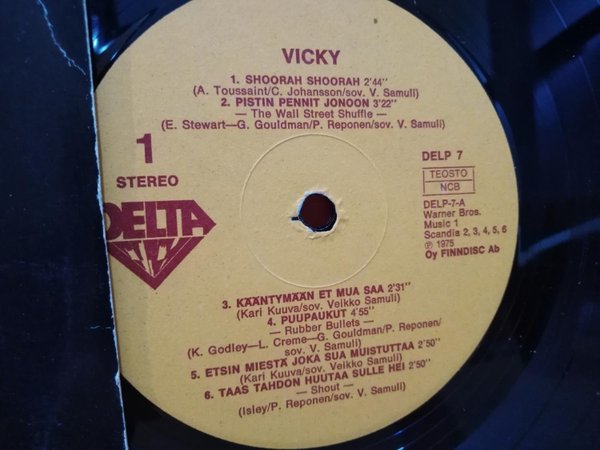 VICKY
1. SHOORAH SHOORAH 2'44"
(A. Toussaint/C. Johansson/sov. V. Samuli)
2. PISTIN PENNIT JONOON 3'22"
— The Wall Street Shuffle —
(E. Stewart—G. Gouldman/P. Reponen/sov. V. Samuli)
1
STEREO
DELTA
DELP 7
TEOSTO
NCB
DELP-7-A
Warner Bros.
Music 1
Scandia 2, 3, 4, 5, 6
℗ 1975
Oy FINNDISC Ab
3. KÄÄNTYMÄÄN ET MUA SAA 2'31"
(Kari Kuuva/sov. Veikko Samuli)
4. PUUPAUKUT 4'55"
— Rubber Bullets —
(K. Godley—L. Creme—G. Gouldman/P. Reponen/
sov. V. Samuli)
5. ETSIN MIESTÄ JOKA SUA MUISTUTTAA 2'50"
(Kari Kuuva/sov. Veikko Samuli)
6. TAAS TAHDON HUUTAA SULLE HEI 2'50"
— Shout —
(Isley/P. Reponen/sov. V. Samuli)